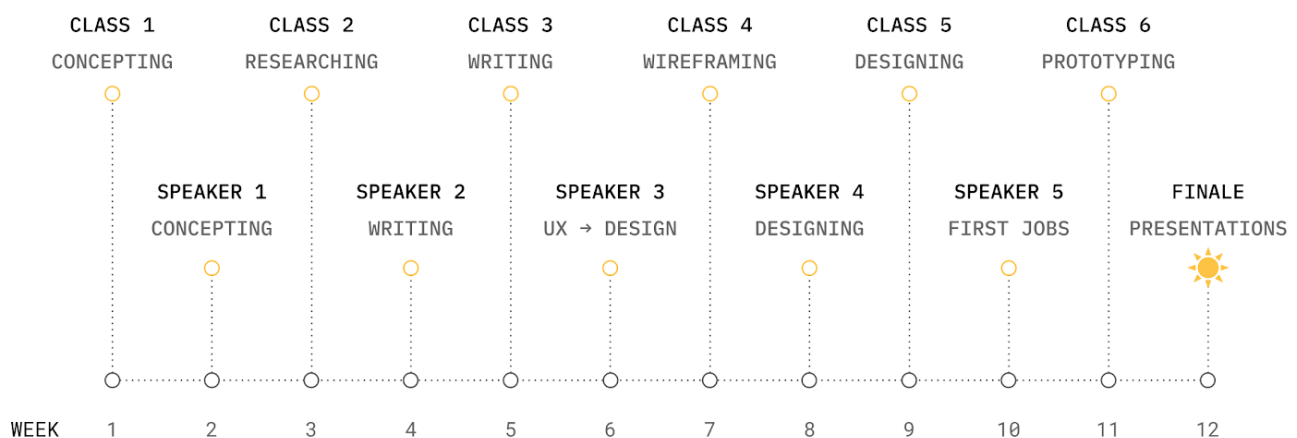 CLASS 1 CLASS 2 CLASS 3 CLASS 4 CLASS 5 CLASS 6
CONCEPTING RESEARCHING WRITING WIREFRAMING DESIGNING PROTOTYPING
SPEAKER 1 SPEAKER 2 SPEAKER 3 SPEAKER 4 SPEAKER 5 FINALE
CONCEPTING WRITING UX → DESIGN DESIGNING FIRST JOBS PRESENTATIONS
WEEK 1 2 3 4 5 6 7 8 9 10 11 12